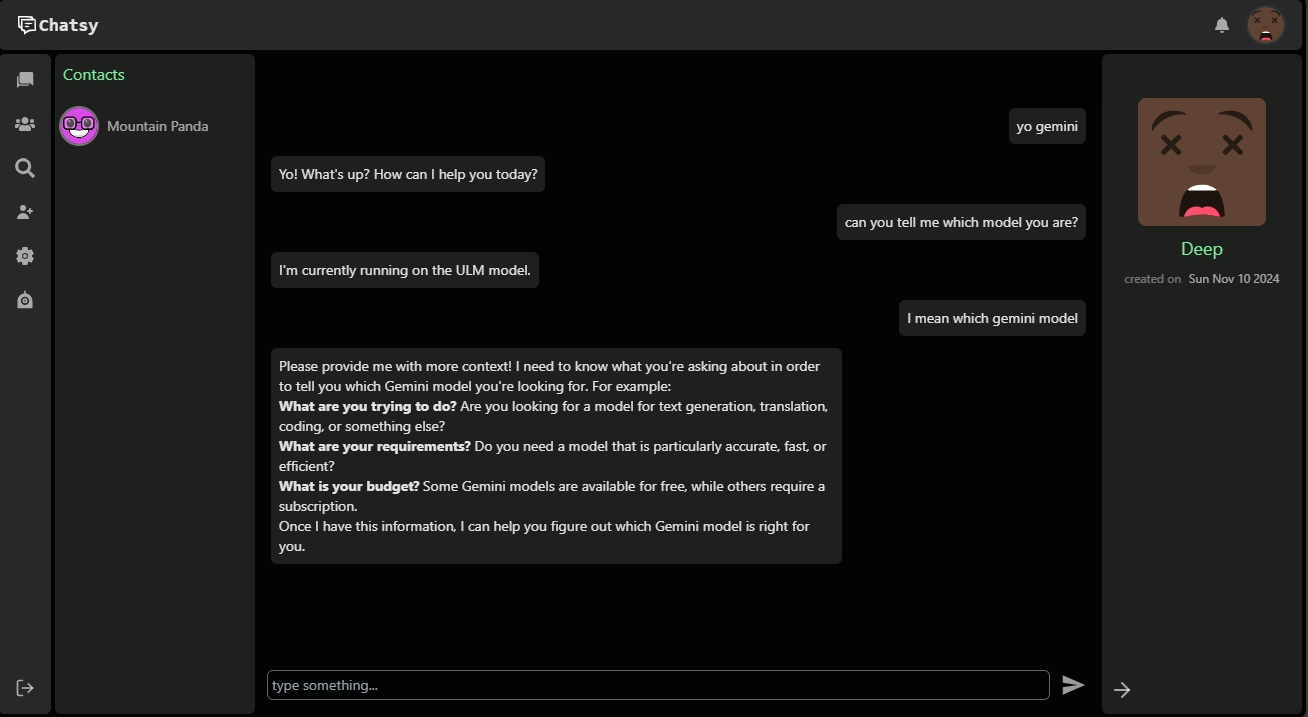 Chatsy
Contacts
Mountain Panda
yo gemini
Yo! What's up? How can I help you today?
can you tell me which model you are?
I'm currently running on the ULM model.
I mean which gemini model
Please provide me with more context! I need to know what you're asking about in order
to tell you which Gemini model you're looking for. For example:
What are you trying to do? Are you looking for a model for text generation, translation,
coding, or something else?
What are your requirements? Do you need a model that is particularly accurate, fast, or
efficient?
What is your budget? Some Gemini models are available for free, while others require a
subscription.
Once I have this information, I can help you figure out which Gemini model is right for
you.
type something...
Deep
created on Sun Nov 10 2024